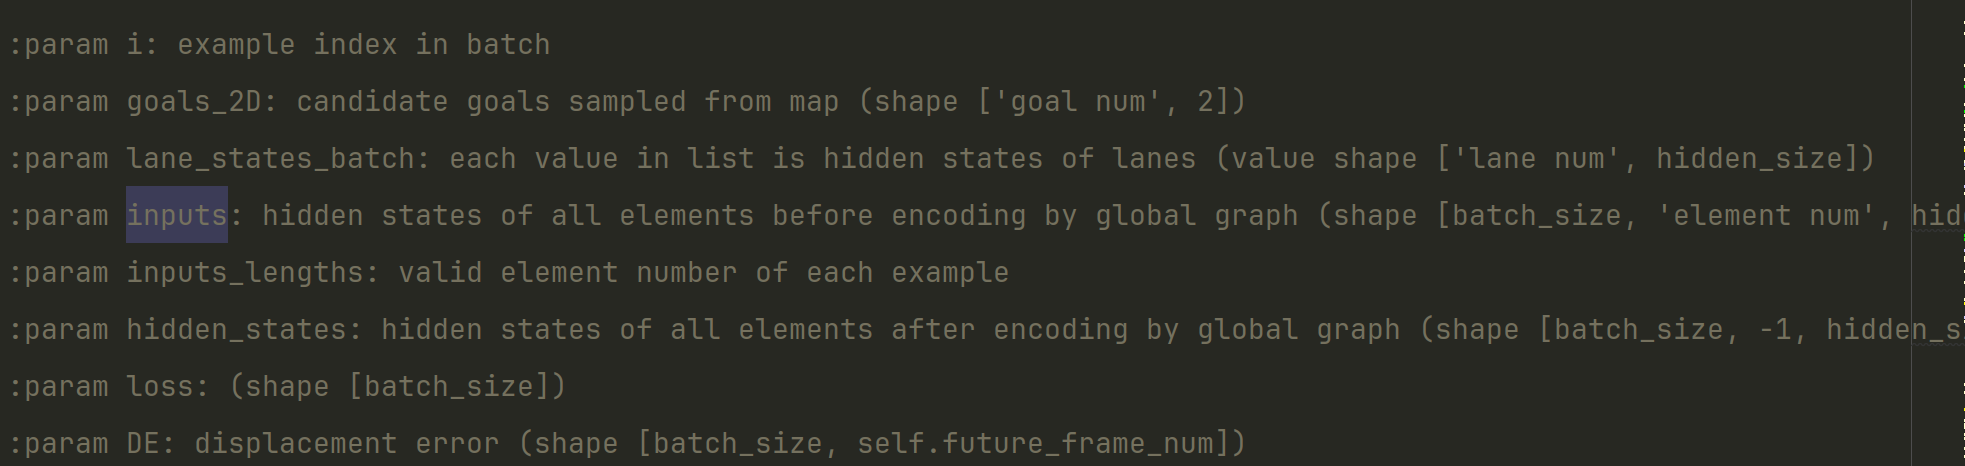 :param i: example index in batch
:param goals_2D: candidate goals sampled from map (shape ['goal num', 2])
:param lane_states_batch: each value in list is hidden states of lanes (value shape ['lane num', hidden_size])
:param inputs: hidden states of all elements before encoding by global graph (shape [batch_size, 'element num',
:param inputs_lengths: valid element number of each example
:param hidden_states: hidden states of all elements after encoding by global graph (shape [batch_size, -1, hidden_s
:param loss: (shape [batch_size])
:param DE: displacement error (shape [batch_size, self.future_frame_num])